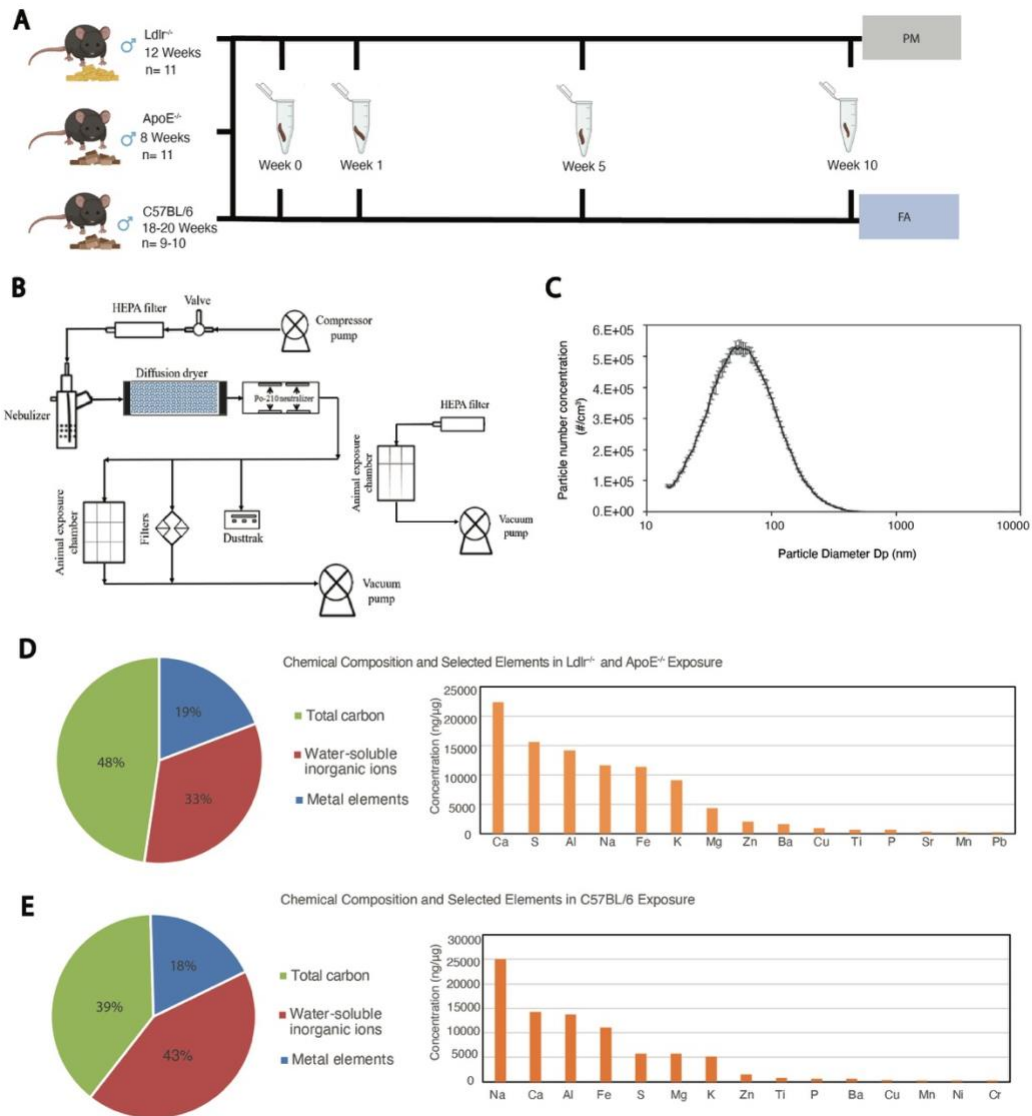 A
Ldlr-/-
12 Weeks
n= 11
ApoE-/-
8 Weeks
n= 11
C57BL/6
18-20 Weeks
n= 9-10
Week 0
Week 1
Week 5
Week 10
PM
FA
B
HEPA filter
Valve
Compressor
pump
Nebulizer
Diffusion dryer
Po-210 neutralizer
Animal exposure
chamber
Filters
Dusttrak
Vacuum
pump
HEPA filter
Animal exposure
chamber
Vacuum
pump
C
Particle number concentration
(#/cm³)
6.E+05
5.E+05
4.E+05
3.E+05
2.E+05
1.E+05
0.E+00
10 100 1000 10000
Particle Diameter Dp (nm)
D
48%
19%
33%
Total carbon
Water-soluble
inorganic ions
Metal elements
Chemical Composition and Selected Elements in Ldlr-/- and ApoE-/- Exposure
Concentration (ng/µg)
25000
20000
15000
10000
5000
0
Ca S Al Na Fe K Mg Zn Ba Cu Ti P Sr Mn Pb
E
39%
18%
43%
Total carbon
Water-soluble
inorganic ions
Metal elements
Chemical Composition and Selected Elements in C57BL/6 Exposure
Concentration (ng/µg)
30000
25000
20000
15000
10000
5000
0
Na Ca Al Fe S Mg K Zn Ti P Ba Cu Mn Ni Cr